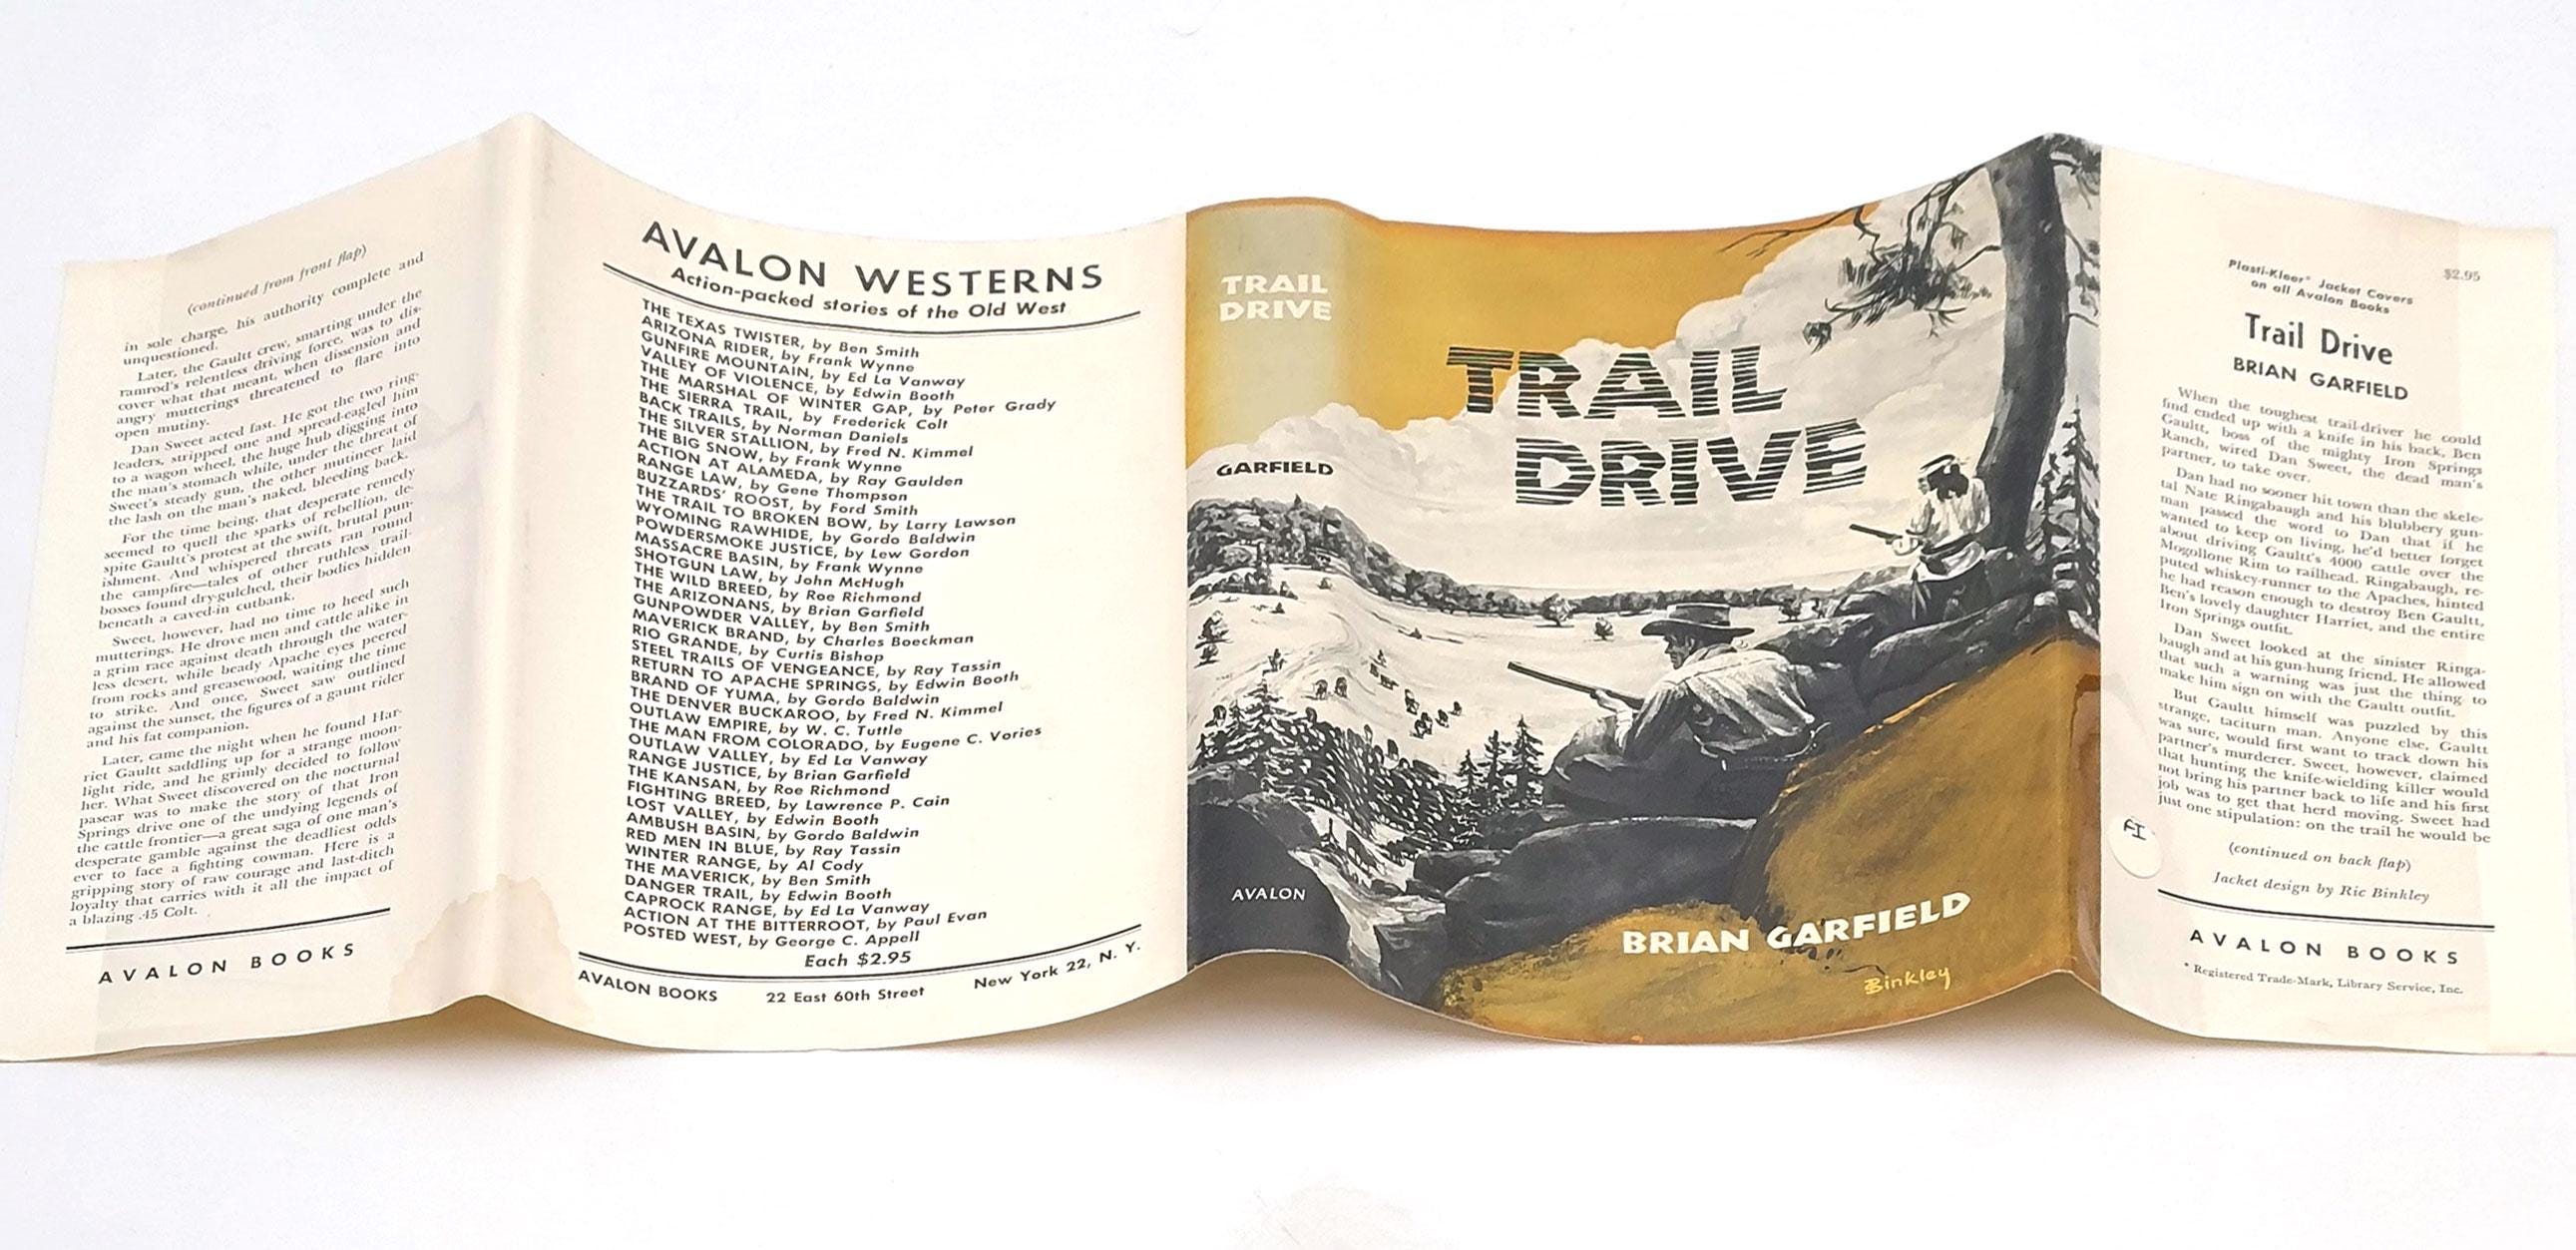 (continued from front flap)
in sole charge, his authority complete and
unquestioned.
Later, the Gaultt crew, smarting under the
ramrod's relentless driving force, was to dis-
cover what that meant, when dissension and
angry mutterings threatened to flare into
open mutiny.
Dan Sweet acted fast. He got the two ring-
leaders, stripped one and spread-eagled him
to a wagon wheel, the huge hub digging into
the man's stomach while, under the threat of
Sweet's steady gun, the other mutineer laid
the lash on the man's naked, bleeding back.
For the time being, that desperate remedy
seemed to quell the sparks of rebellion, de-
spite Gaultt's protest at the swift, brutal pun-
ishment. And whispered threats ran round
the campfire—tales of other ruthless trail-
bosses found dry-gulched, their bodies hidden
beneath a caved-in cutbank.
Sweet, however, had no time to heed such
mutterings. He drove men and cattle alike in
a grim race against death through the water-
less desert, while beady Apache eyes peered
from rocks and greasewood, waiting the time
to strike. And once, Sweet saw outlined
against the sunset, the figures of a gaunt rider
and his fat companion.
Later, came the night when he found Har-
riet Gaultt saddling up for a strange moon-
light ride, and he grimly decided to follow
her. What Sweet discovered on the nocturnal
pasear was to make the story of that Iron
Springs drive one of the undying legends of
the cattle frontier—a great saga of one man's
desperate gamble against the deadliest odds
ever to face a fighting cowman. Here is a
gripping story of raw courage and last-ditch
loyalty that carries with it all the impact of
a blazing .45 Colt.
AVALON BOOKS
AVALON WESTERNS
Action-packed stories of the Old West
THE TEXAS TWISTER, by Ben Smith
ARIZONA RIDER, by Frank Wynne
GUNFIRE MOUNTAIN, by Ed La Vanway
VALLEY OF VIOLENCE, by Edwin Booth
THE MARSHAL OF WINTER GAP, by Peter Grady
THE SIERRA TRAIL, by Frederick Colt
BACK TRAILS, by Norman Daniels
THE SILVER STALLION, by Fred N. Kimmel
THE BIG SNOW, by Frank Wynne
ACTION AT ALAMEDA, by Ray Gaulden
RANGE LAW, by Gene Thompson
BUZZARDS' ROOST, by Ford Smith
THE TRAIL TO BROKEN BOW, by Larry Lawson
WYOMING RAWHIDE, by Gordo Baldwin
POWDERSMOKE JUSTICE, by Lew Gordon
MASSACRE BASIN, by Frank Wynne
SHOTGUN LAW, by John McHugh
THE WILD BREED, by Roe Richmond
THE ARIZONANS, by Brian Garfield
GUNPOWDER VALLEY, by Ben Smith
MAVERICK BRAND, by Charles Boeckman
RIO GRANDE, by Curtis Bishop
STEEL TRAILS OF VENGEANCE, by Ray Tassin
RETURN TO APACHE SPRINGS, by Edwin Booth
BRAND OF YUMA, by Gordo Baldwin
THE DENVER BUCKAROO, by Fred N. Kimmel
OUTLAW EMPIRE, by W. C. Tuttle
THE MAN FROM COLORADO, by Eugene C. Vories
OUTLAW VALLEY, by Ed La Vanway
RANGE JUSTICE, by Brian Garfield
THE KANSAN, by Roe Richmond
FIGHTING BREED, by Lawrence P. Cain
LOST VALLEY, by Edwin Booth
AMBUSH BASIN, by Gordo Baldwin
RED MEN IN BLUE, by Ray Tassin
WINTER RANGE, by Al Cody
THE MAVERICK, by Ben Smith
DANGER TRAIL, by Edwin Booth
CAPROCK RANGE, by Ed La Vanway
ACTION AT THE BITTERROOT, by Paul Evan
POSTED WEST, by George C. Appell
Each $2.95
AVALON BOOKS 22 East 60th Street New York 22, N. Y.
TRAIL
DRIVE
GARFIELD
AVALON
TRAIL
DRIVE
BRIAN GARFIELD
Binkley
$2.95
Plasti-Kleer* Jacket Covers
on all Avalon Books
Trail Drive
BRIAN GARFIELD
When the toughest trail-driver he could
find ended up with a knife in his back, Ben
Gaultt, boss of the mighty Iron Springs
Ranch, wired Dan Sweet, the dead man's
partner, to take over.
Dan had no sooner hit town than the skele-
tal Nate Ringabaugh and his blubbery gun-
man passed the word to Dan that if he
wanted to keep on living, he'd better forget
about driving Gaultt's 4000 cattle over the
Mogollone Rim to railhead. Ringabaugh, re-
puted whiskey-runner to the Apaches, hinted
he had reason enough to destroy Ben Gaultt,
Ben's lovely daughter Harriet, and the entire
Iron Springs outfit.
Dan Sweet looked at the sinister Ringa-
baugh and at his gun-hung friend. He allowed
that such a warning was just the thing to
make him sign on with the Gaultt outfit.
But Gaultt himself was puzzled by this
strange, taciturn man. Anyone else, Gaultt
was sure, would first want to track down his
partner's murderer. Sweet, however, claimed
that hunting the knife-wielding killer would
not bring his partner back to life and his first
job was to get that herd moving. Sweet had
just one stipulation: on the trail he would be
FI
(continued on back flap)
Jacket design by Ric Binkley
AVALON BOOKS
* Registered Trade-Mark, Library Service, Inc.